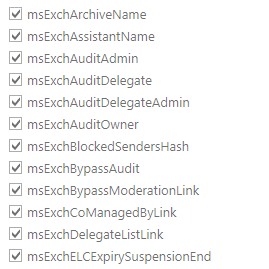 msExchArchiveName
msExchAssistantName
msExchAuditAdmin
msExchAuditDelegate
msExchAuditDelegateAdmin
msExchAuditOwner
msExchBlockedSendersHash
msExchBypassAudit
msExchBypassModerationLink
msExchCoManagedByLink
msExchDelegateListLink
msExchELCExpirySuspensionEnd